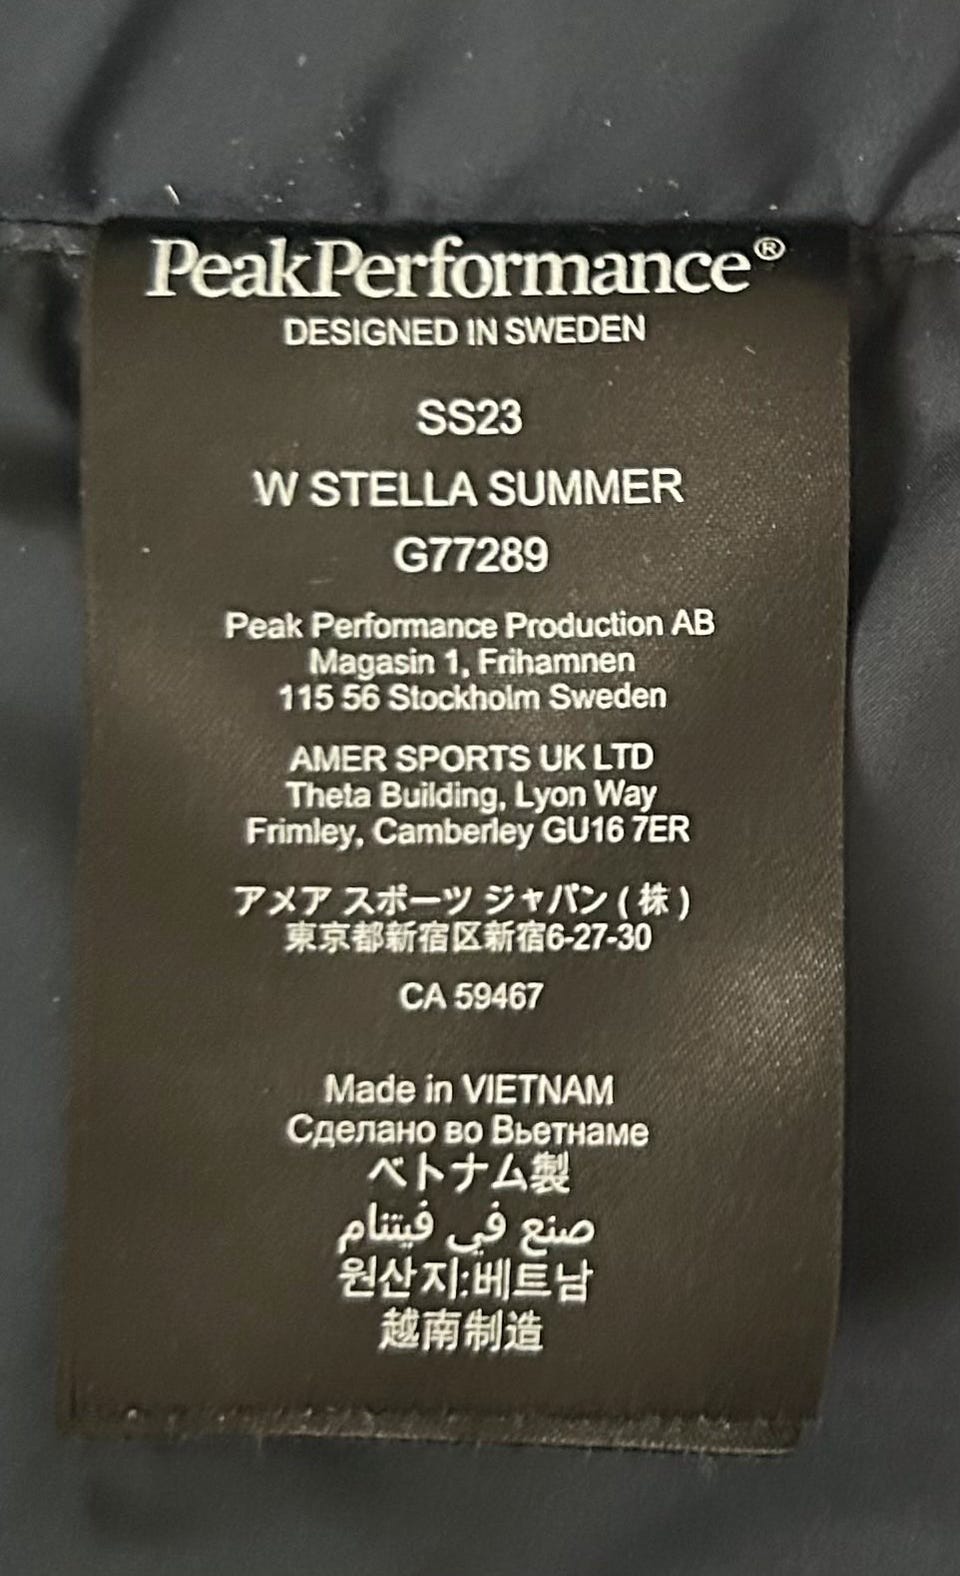 PeakPerformance®
DESIGNED IN SWEDEN
SS23
W STELLA SUMMER
G77289
Peak Performance Production AB
Magasin 1, Frihamnen
115 56 Stockholm Sweden
AMER SPORTS UK LTD
Theta Building, Lyon Way
Frimley, Camberley GU16 7ER
アメア スポーツ ジャパン ( 株 )
東京都新宿区新宿6-27-30
CA 59467
Made in VIETNAM
Сделано во Вьетнаме
ベトナム製
صنع في فيتنام
원산지:베트남
越南制造